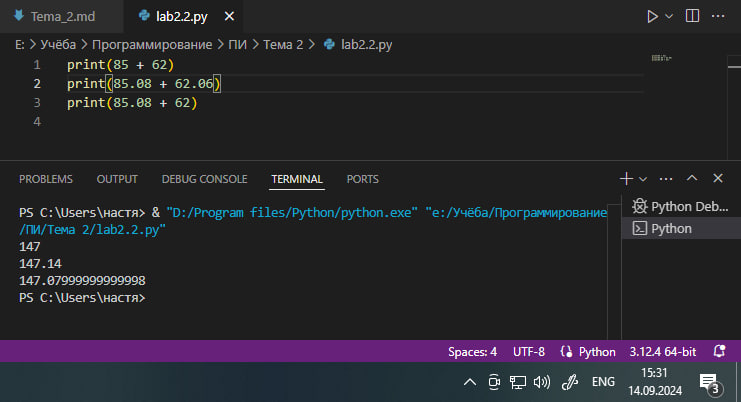 Tema_2.md lab2.2.py
E: > Учёба > Программирование > ПИ > Тема 2 > lab2.2.py
1 print(85 + 62)
2 print(85.08 + 62.06)
3 print(85.08 + 62)
4
PROBLEMS OUTPUT DEBUG CONSOLE TERMINAL PORTS
PS C:\Users\настя> & "D:/Program files/Python/python.exe" "e:/Учёба/Программирование
/ПИ/Тема 2/lab2.2.py"
147
147.14
147.07999999999998
PS C:\Users\настя>
Python Deb...
Python
Spaces: 4 UTF-8 Python 3.12.4 64-bit
ENG 15:31
14.09.2024 3